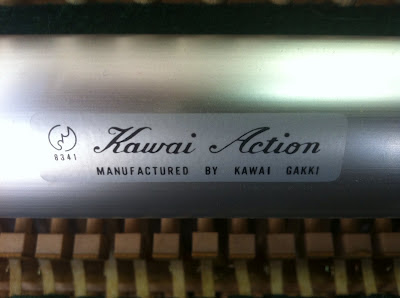 Kawai Action
8341
MANUFACTURED BY KAWAI GAKKI